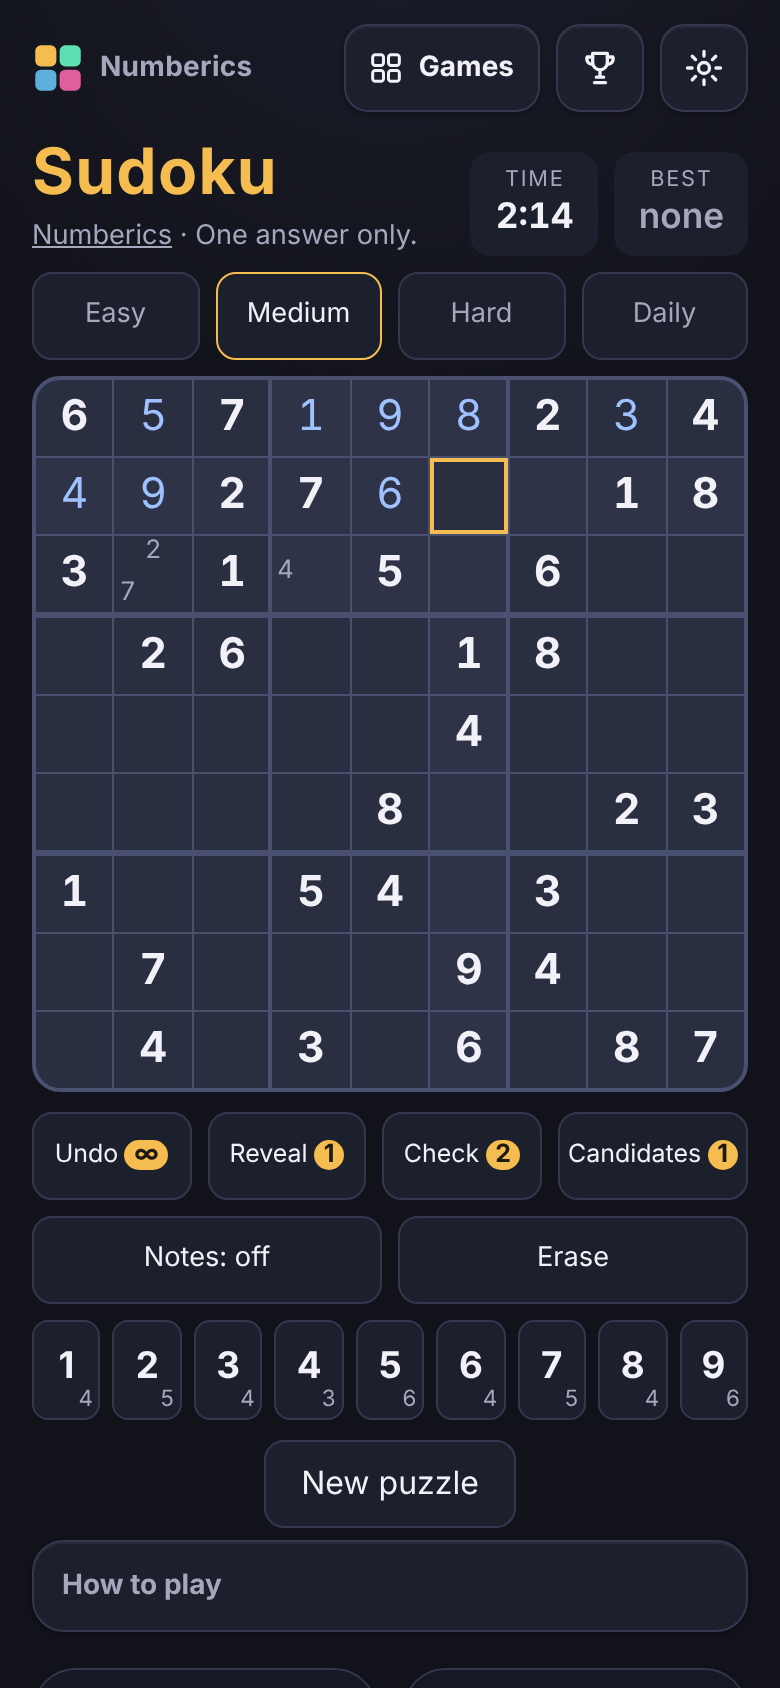 Numberics
Games
Sudoku
Numberics · One answer only.
TIME
2:14
BEST
none
Easy Medium Hard Daily
6 5 7 1 9 8 2 3 4
4 9 2 7 6 1 8
3 2 7 1 4 5 6
2 6 1 8
4
8 2 3
1 5 4 3
7 9 4
4 3 6 8 7
Undo ∞ Reveal 1 Check 2 Candidates 1
Notes: off Erase
1 2 3 4 5 6 7 8 9
4 5 4 3 6 4 5 4 6
New puzzle
How to play